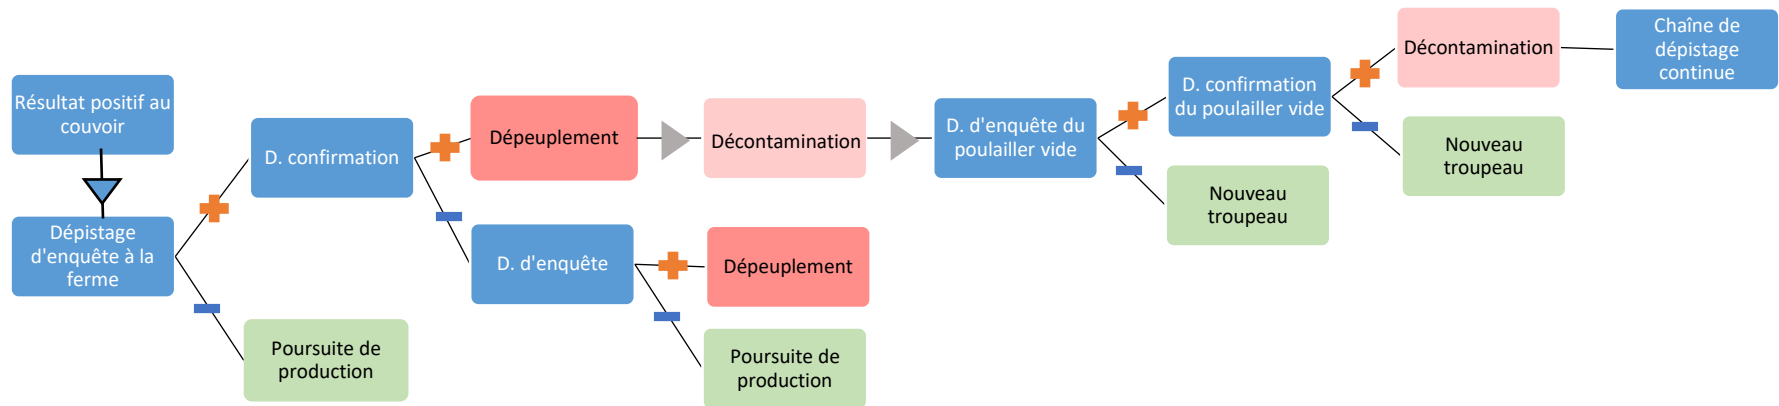 Résultat positif au
couvoir
Dépistage
d'enquête à la
ferme
D. confirmation
Poursuite de
production
Dépeuplement
D. d'enquête
Décontamination
Dépeuplement
Poursuite de
production
D. d'enquête du
poulailler vide
D. confirmation
du poulailler vide
Nouveau
troupeau
Décontamination
Nouveau
troupeau
Chaîne de
dépistage
continue